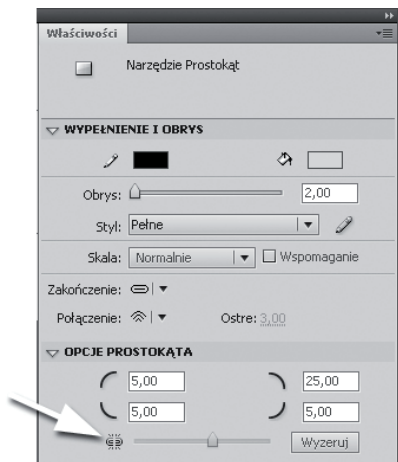 Właściwości
Narzędzie Prostokąt
WYPEŁNIENIE I OBRYS
Obrys: 2,00
Styl: Pełne
Skala: Normalnie Wspomaganie
Zakończenie:
Połączenie: Ostre: 3,00
OPCJE PROSTOKĄTA
5,00 25,00
5,00 5,00
Wyzeruj